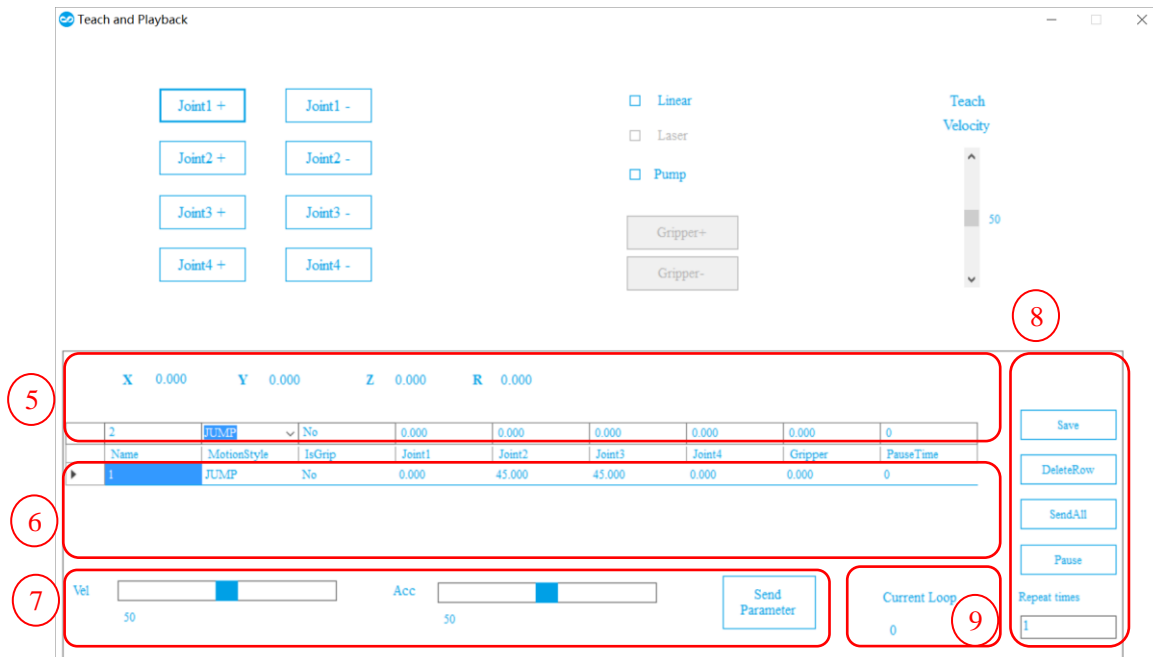 Teach and Playback
Joint1 + Joint1 -
Joint2 + Joint2 -
Joint3 + Joint3 -
Joint4 + Joint4 -
Linear
Laser
Pump
Gripper+
Gripper-
Teach
Velocity
50
8
5
X 0.000 Y 0.000 Z 0.000 R 0.000
2 JUMP No 0.000 0.000 0.000 0.000 0.000 0
Name MotionStyle IsGrip Joint1 Joint2 Joint3 Joint4 Gripper PauseTime
1 JUMP No 0.000 45.000 45.000 0.000 0.000 0
6
Save
DeleteRow
SendAll
Pause
Repeat times
1
7
Vel
50
Acc
50
Send
Parameter
Current Loop
0
9